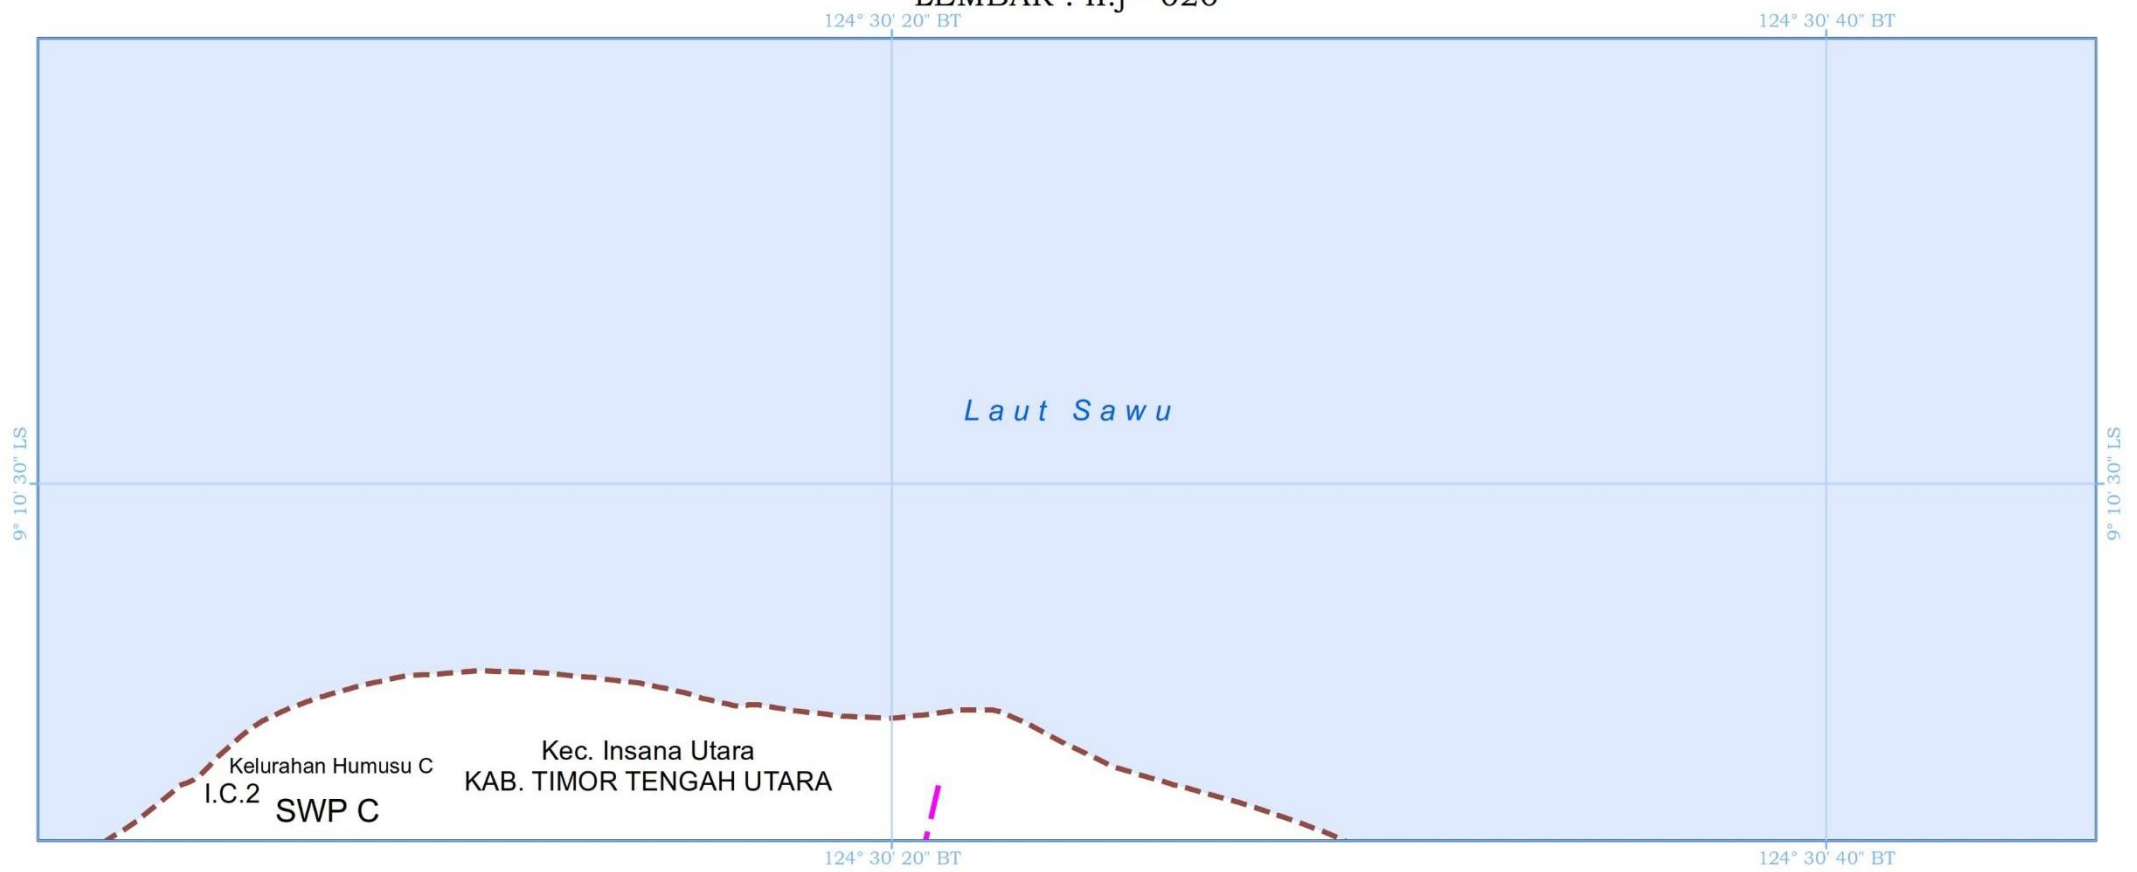 124° 30' 20" BT
124° 30' 40" BT
Laut Sawu
9° 10' 30" LS
9° 10' 30" LS
Kec. Insana Utara
Kelurahan Humusu C
KAB. TIMOR TENGAH UTARA
I.C.2
SWP C
124° 30' 20" BT
124° 30' 40" BT